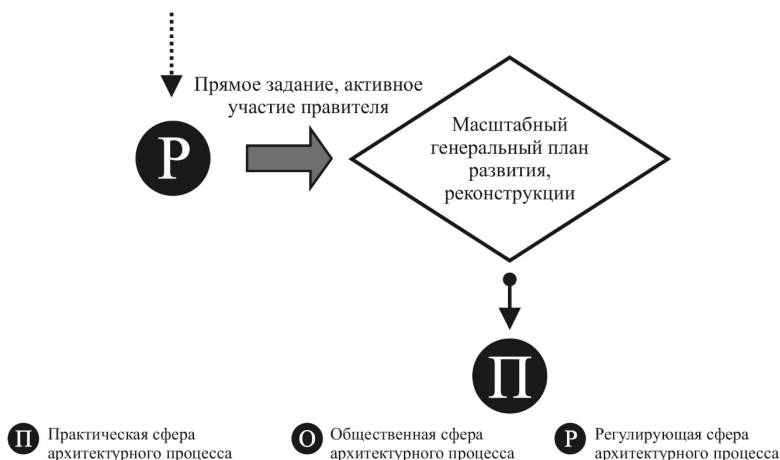 Прямое задание, активное
участие правителя
Р
Масштабный
генеральный план
развития,
реконструкции
П
П Практическая сфера
архитектурного процесса
О Общественная сфера
архитектурного процесса
Р Регулирующая сфера
архитектурного процесса